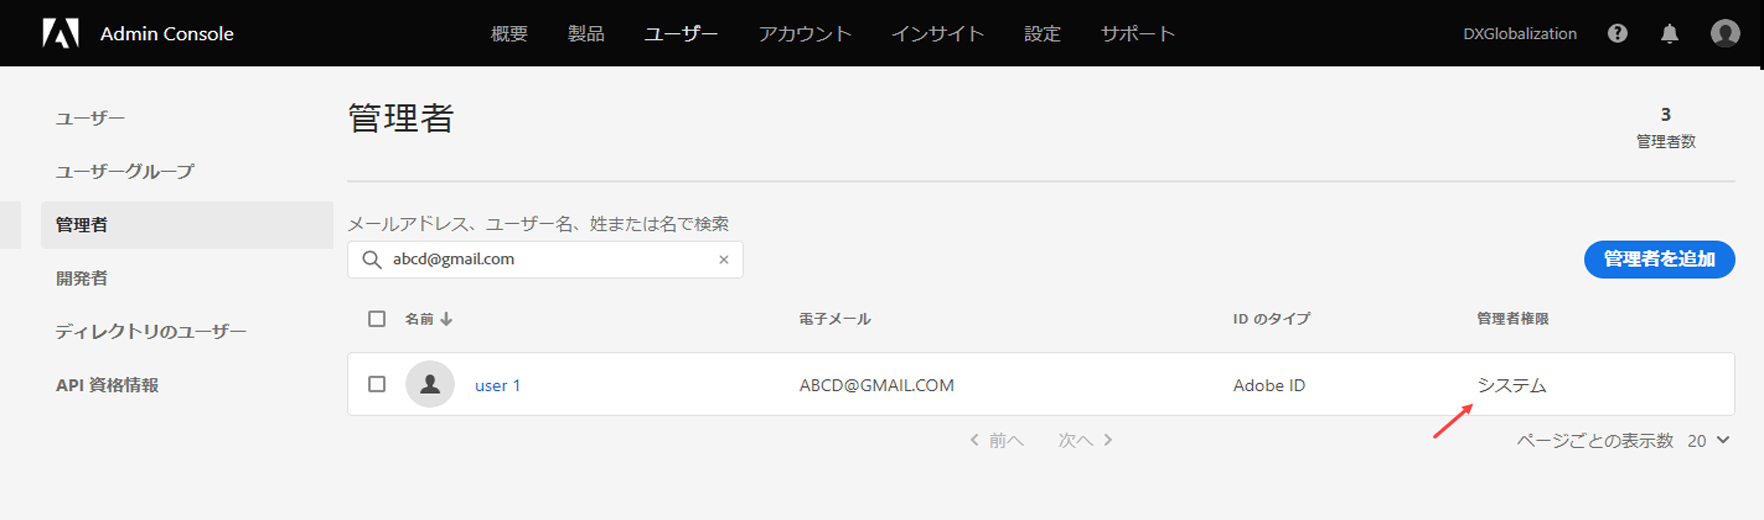 Admin Console 概要 製品 ユーザー アカウント インサイト 設定 サポート DXGlobalization
ユーザー
ユーザーグループ
管理者
開発者
ディレクトリのユーザー
API 資格情報
管理者
3
管理者数
メールアドレス、ユーザー名、姓または名で検索
abcd@gmail.com
管理者を追加
名前 電子メール ID のタイプ 管理者権限
user 1 ABCD@GMAIL.COM Adobe ID システム
前へ 次へ ページごとの表示数 20